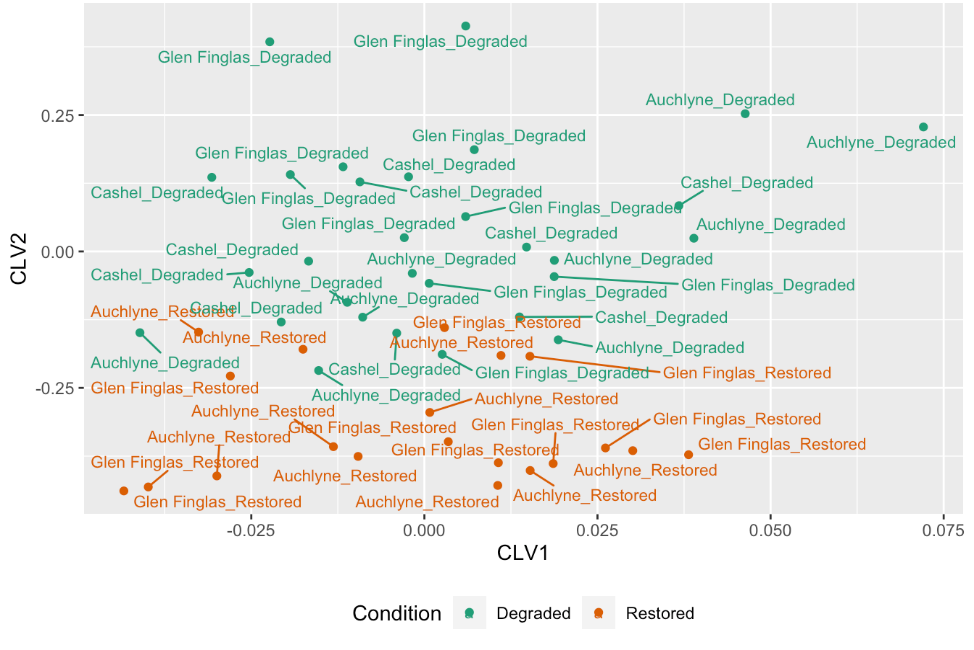 Glen Finglas_Degraded
Glen Finglas_Degraded
Auchlyne_Degraded
0.25
Glen Finglas_Degraded
Auchlyne_Degraded
Glen Finglas_Degraded
Cashel_Degraded
Cashel_Degraded
Cashel_Degraded
Cashel_Degraded
Glen Finglas_Degraded
Glen Finglas_Degraded
Glen Finglas_Degraded
Auchlyne_Degraded
Cashel_Degraded
0.00
Cashel_Degraded
Auchlyne_Degraded
Auchlyne_Degraded
CLV2
Cashel_Degraded
Auchlyne_Degraded
Glen Finglas_Degraded
Glen Finglas_Degraded
Auchlyne_Degraded
Cashel_Degraded
Auchlyne_Restored
Glen Finglas_Restored
Cashel_Degraded
Auchlyne_Restored
Auchlyne_Restored
Auchlyne_Degraded
Auchlyne_Degraded
Cashel_Degraded
Glen Finglas_Degraded
Glen Finglas_Restored
-0.25
Glen Finglas_Restored
Auchlyne_Degraded
Auchlyne_Restored
Auchlyne_Restored
Glen Finglas_Restored
Glen Finglas_Restored
Glen Finglas_Restored
Auchlyne_Restored
Glen Finglas_Restored
Glen Finglas_Restored
Glen Finglas_Restored
Auchlyne_Restored
Auchlyne_Restored
Glen Finglas_Restored
Auchlyne_Restored
Auchlyne_Restored
-0.025
0.000
0.025
0.050
0.075
CLV1
Condition
Degraded
Restored